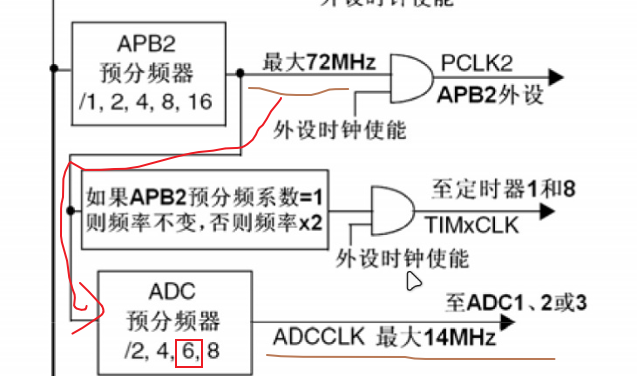 外设时钟使能
APB2
预分频器
/1, 2, 4, 8, 16
最大72MHz
PCLK2
APB2外设
外设时钟使能
如果APB2预分频系数=1
则频率不变,否则频率x2
至定时器1和8
TIMxCLK
外设时钟使能
ADC
预分频器
/2, 4, 6, 8
至ADC1、2或3
ADCCLK 最大14MHz